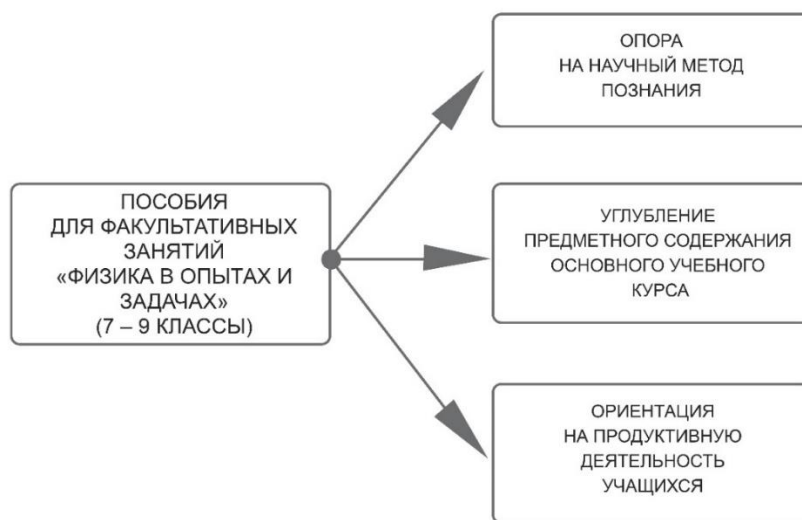 ПОСОБИЯ
ДЛЯ ФАКУЛЬТАТИВНЫХ
ЗАНЯТИЙ
«ФИЗИКА В ОПЫТАХ И
ЗАДАЧАХ»
(7 – 9 КЛАССЫ)
ОПОРА
НА НАУЧНЫЙ МЕТОД
ПОЗНАНИЯ
УГЛУБЛЕНИЕ
ПРЕДМЕТНОГО СОДЕРЖАНИЯ
ОСНОВНОГО УЧЕБНОГО
КУРСА
ОРИЕНТАЦИЯ
НА ПРОДУКТИВНУЮ
ДЕЯТЕЛЬНОСТЬ
УЧАЩИХСЯ